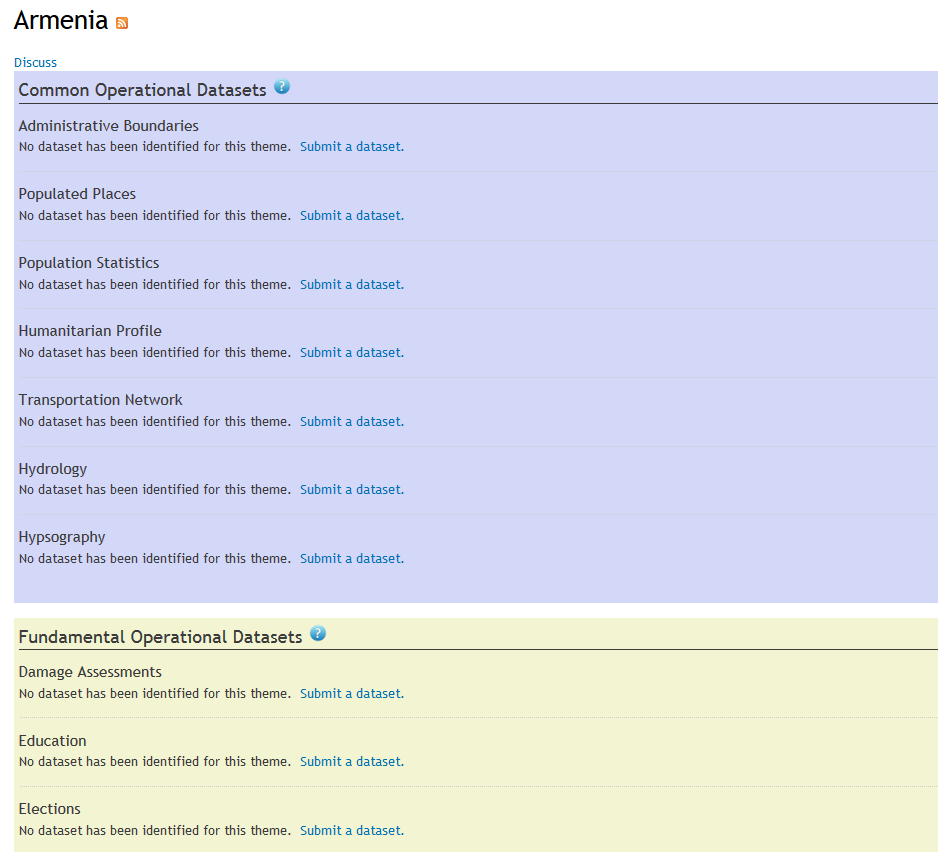 Armenia
Discuss
Common Operational Datasets ?
Administrative Boundaries
No dataset has been identified for this theme. Submit a dataset.
Populated Places
No dataset has been identified for this theme. Submit a dataset.
Population Statistics
No dataset has been identified for this theme. Submit a dataset.
Humanitarian Profile
No dataset has been identified for this theme. Submit a dataset.
Transportation Network
No dataset has been identified for this theme. Submit a dataset.
Hydrology
No dataset has been identified for this theme. Submit a dataset.
Hypsography
No dataset has been identified for this theme. Submit a dataset.
Fundamental Operational Datasets ?
Damage Assessments
No dataset has been identified for this theme. Submit a dataset.
Education
No dataset has been identified for this theme. Submit a dataset.
Elections
No dataset has been identified for this theme. Submit a dataset.